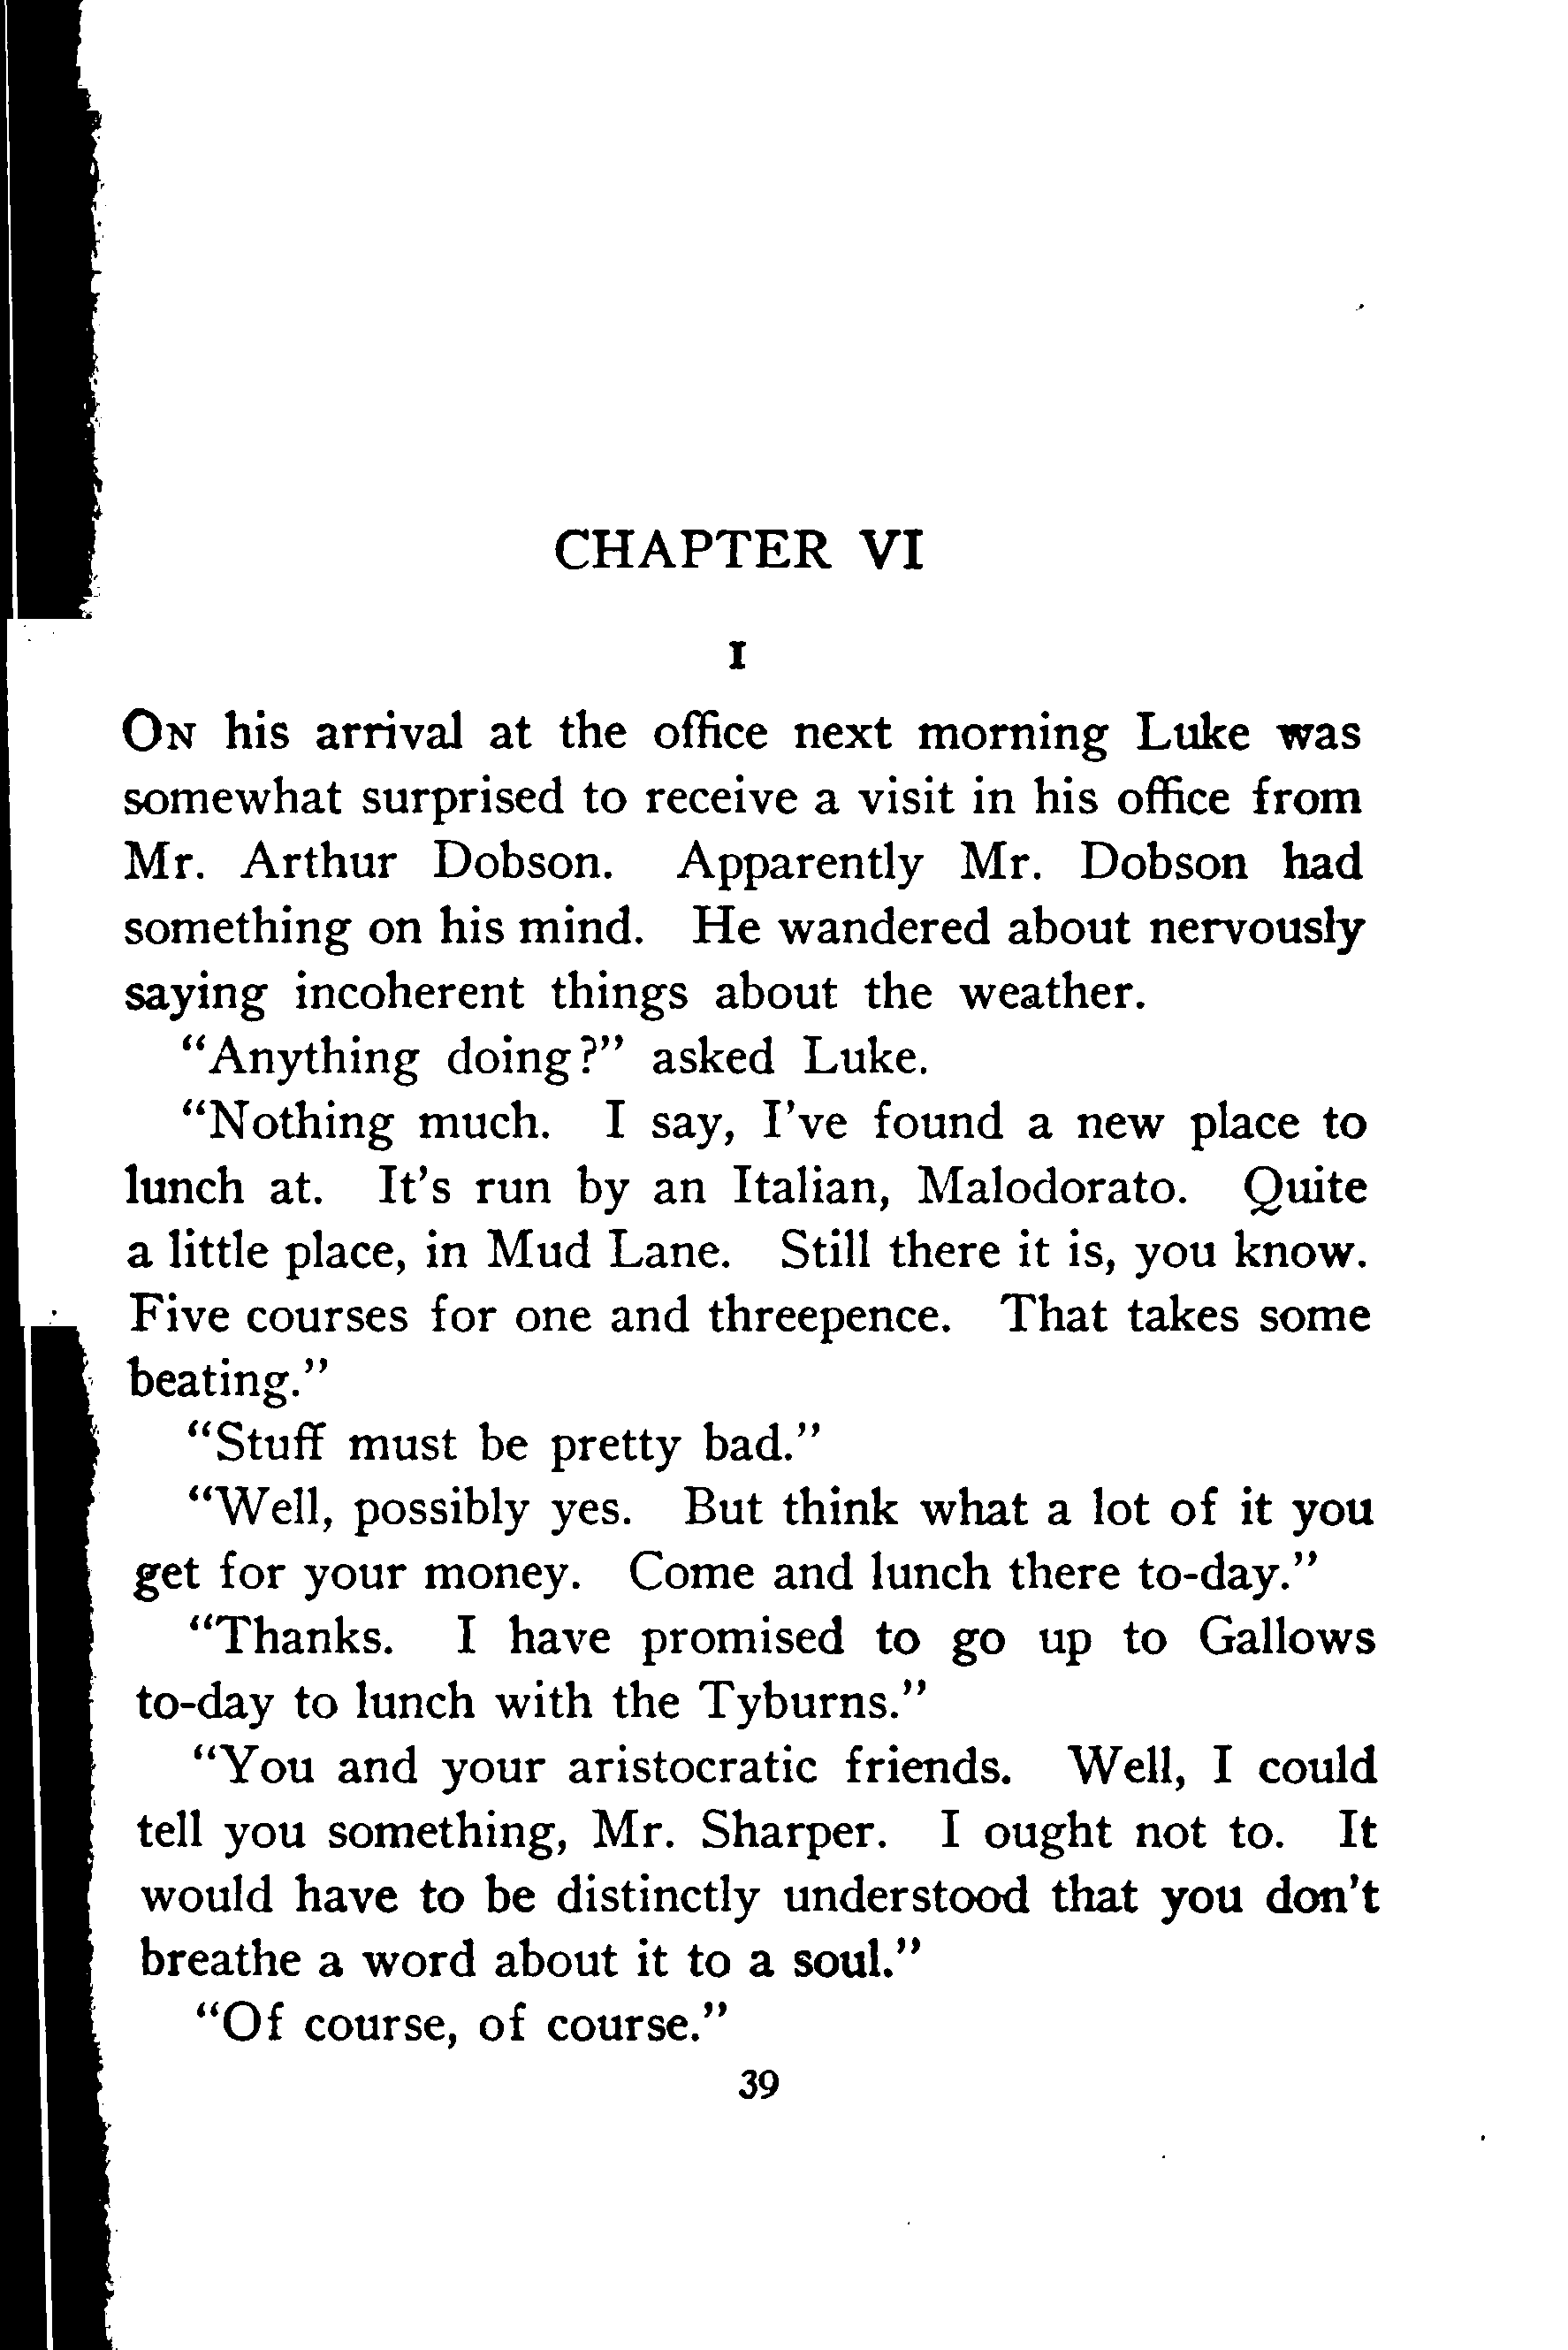 CHAPTER VI
I
ON his arrival at the office next morning Luke was
somewhat surprised to receive a visit in his office from
Mr. Arthur Dobson. Apparently Mr. Dobson had
something on his mind. He wandered about nervously
saying incoherent things about the weather.
"Anything doing?" asked Luke.
"Nothing much. I say, I've found a new place to
lunch at. It's run by an Italian, Malodorato. Quite
a little place, in Mud Lane. Still there it is, you know.
Five courses for one and threepence. That takes some
beating."
"Stuff must be pretty bad."
"Well, possibly yes. But think what a lot of it you
get for your money. Come and lunch there to-day."
"Thanks. I have promised to go up to Gallows
to-day to lunch with the Tyburns."
"You and your aristocratic friends. Well, I could
tell you something, Mr. Sharper. I ought not to. It
would have to be distinctly understood that you don't
breathe a word about it to a soul."
"Of course, of course."
39